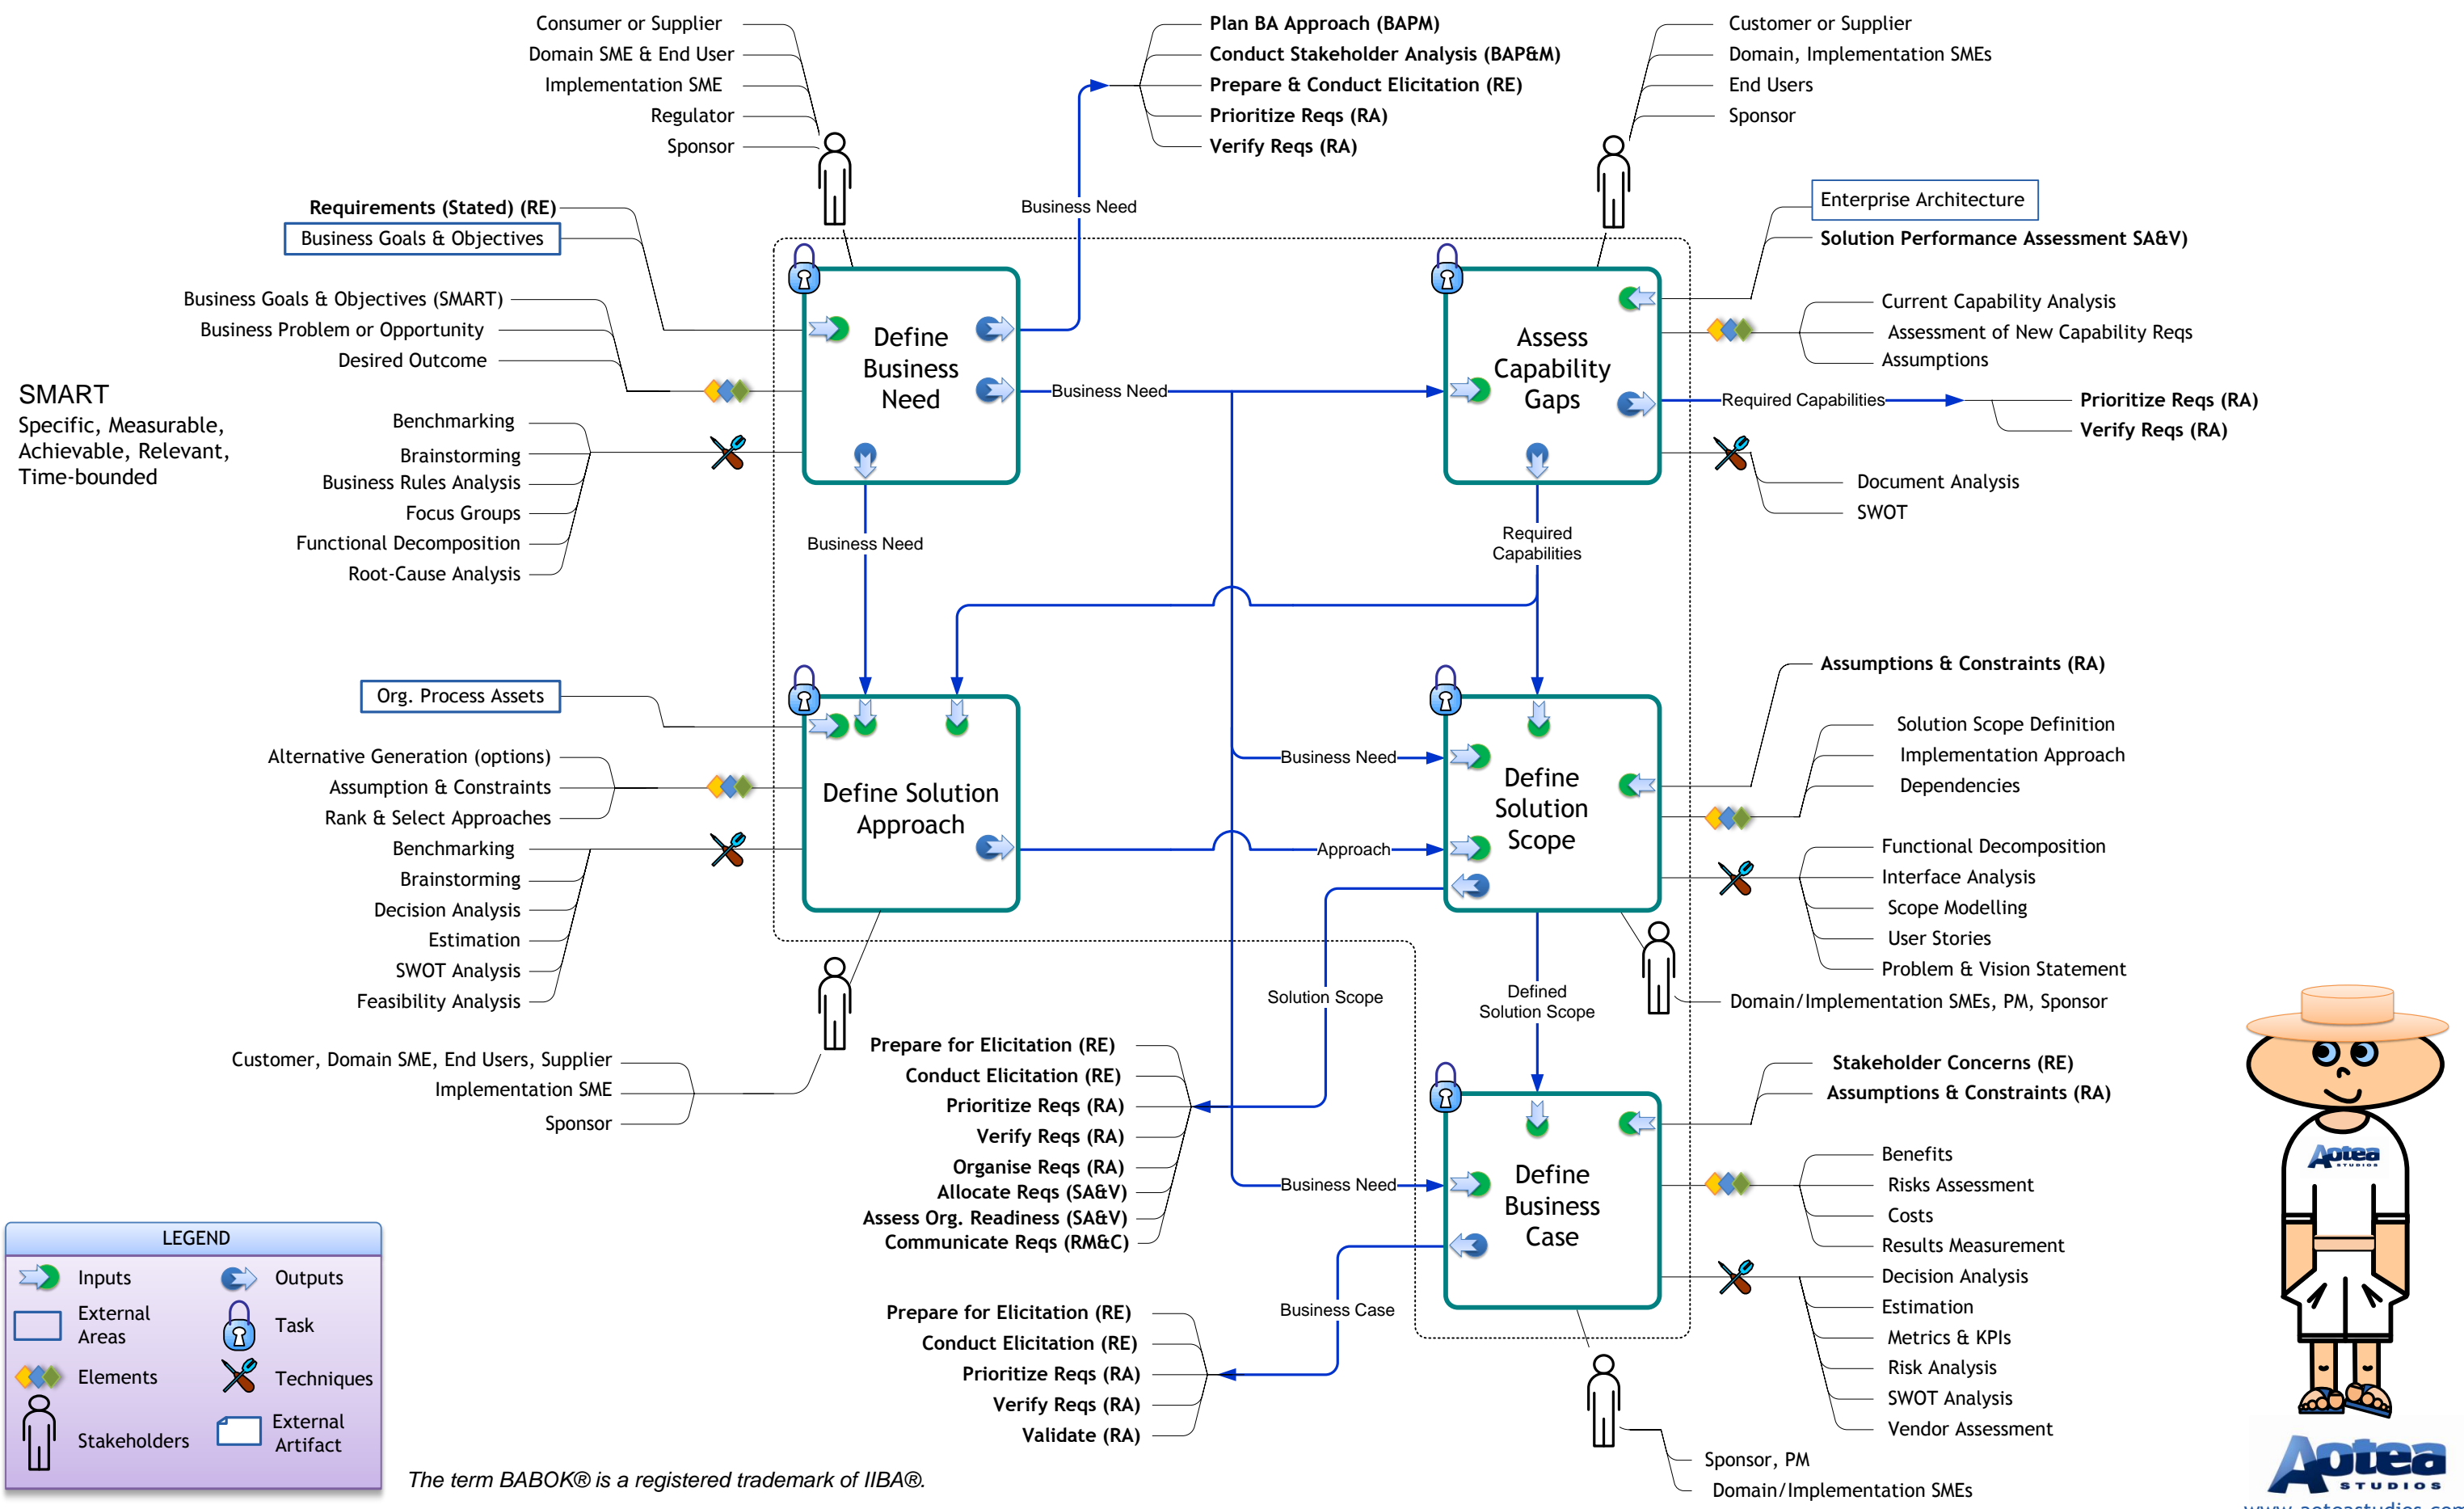 Consumer or Supplier
Domain SME & End User
Implementation SME
Regulator
Sponsor
Plan BA Approach (BAPM)
Conduct Stakeholder Analysis (BAP&M)
Prepare & Conduct Elicitation (RE)
Prioritize Reqs (RA)
Verify Reqs (RA)
Customer or Supplier
Domain, Implementation SMEs
End Users
Sponsor
Business Need
Requirements (Stated) (RE)
Business Goals & Objectives
Business Goals & Objectives (SMART)
Business Problem or Opportunity
Desired Outcome
SMART
Specific, Measurable,
Achievable, Relevant,
Time-bounded
Benchmarking
Brainstorming
Business Rules Analysis
Focus Groups
Functional Decomposition
Root-Cause Analysis
Define
Business
Need
Business Need
Business Need
Assess
Capability
Gaps
Enterprise Architecture
Solution Performance Assessment SA&V)
Current Capability Analysis
Assessment of New Capability Reqs
Assumptions
Required Capabilities
Prioritize Reqs (RA)
Verify Reqs (RA)
Document Analysis
SWOT
Required
Capabilities
Org. Process Assets
Alternative Generation (options)
Assumption & Constraints
Rank & Select Approaches
Benchmarking
Brainstorming
Decision Analysis
Estimation
SWOT Analysis
Feasibility Analysis
Define Solution
Approach
Customer, Domain SME, End Users, Supplier
Implementation SME
Sponsor
Business Need
Approach
Define
Solution
Scope
Assumptions & Constraints (RA)
Solution Scope Definition
Implementation Approach
Dependencies
Functional Decomposition
Interface Analysis
Scope Modelling
User Stories
Problem & Vision Statement
Domain/Implementation SMEs, PM, Sponsor
Solution Scope
Defined
Solution Scope
Prepare for Elicitation (RE)
Conduct Elicitation (RE)
Prioritize Reqs (RA)
Verify Reqs (RA)
Organise Reqs (RA)
Allocate Reqs (SA&V)
Assess Org. Readiness (SA&V)
Communicate Reqs (RM&C)
Business Need
Define
Business
Case
Stakeholder Concerns (RE)
Assumptions & Constraints (RA)
Benefits
Risks Assessment
Costs
Results Measurement
Decision Analysis
Estimation
Metrics & KPIs
Risk Analysis
SWOT Analysis
Vendor Assessment
Business Case
Prepare for Elicitation (RE)
Conduct Elicitation (RE)
Prioritize Reqs (RA)
Verify Reqs (RA)
Validate (RA)
Sponsor, PM
Domain/Implementation SMEs
LEGEND
Inputs
Outputs
External
Areas
Task
Elements
Techniques
Stakeholders
External
Artifact
The term BABOK® is a registered trademark of IIBA®.
Aotea
STUDIOS
Aotea
STUDIOS